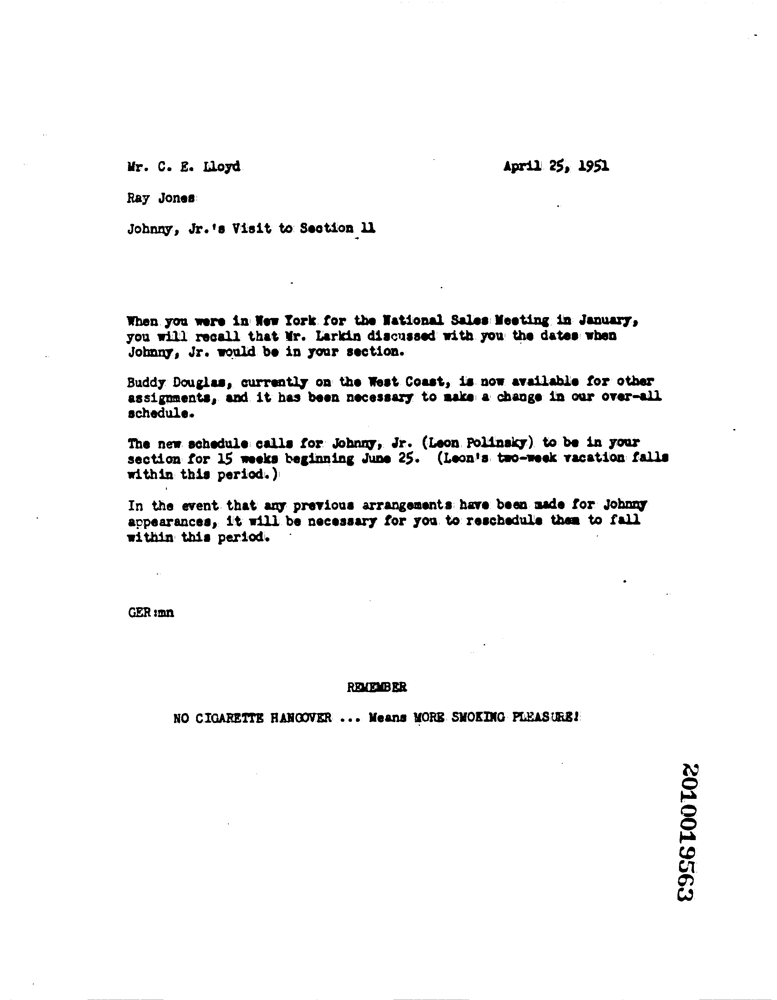 Mr. C. E. Lloyd April 25, 1951
Ray Jones
Johnny, Jr.'s Visit to Section 11
When you were in New York for the National Sales Meeting in January,
you will recall that Mr. Larkin discussed with you the dates when
Johnny, Jr. would be in your section.
Buddy Douglas, currently on the West Coast, is now available for other
assignments, and it has been necessary to make a change in our over-all
schedule.
The new schedule calls for Johnny, Jr. (Leon Polinsky) to be in your
section for 15 weeks beginning June 25. (Leon's two-week vacation falls
within this period.)
In the event that any previous arrangements have been made for Johnny
appearances, it will be necessary for you to reschedule them to fall
within this period.
GER:mn
REMEMBER
NO CIGARETTE HANGOVER ... Means MORE SMOKING PLEASURE!
2010019563